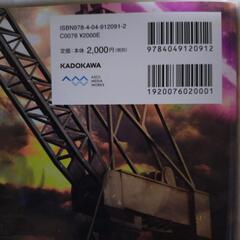 ISBN978-4-04-912091-2
C0076 ¥2000E
定価:本体2,000円(税別)
KADOKAWA
ASCII
MEDIA
WORKS
9784049120912
1920076020001